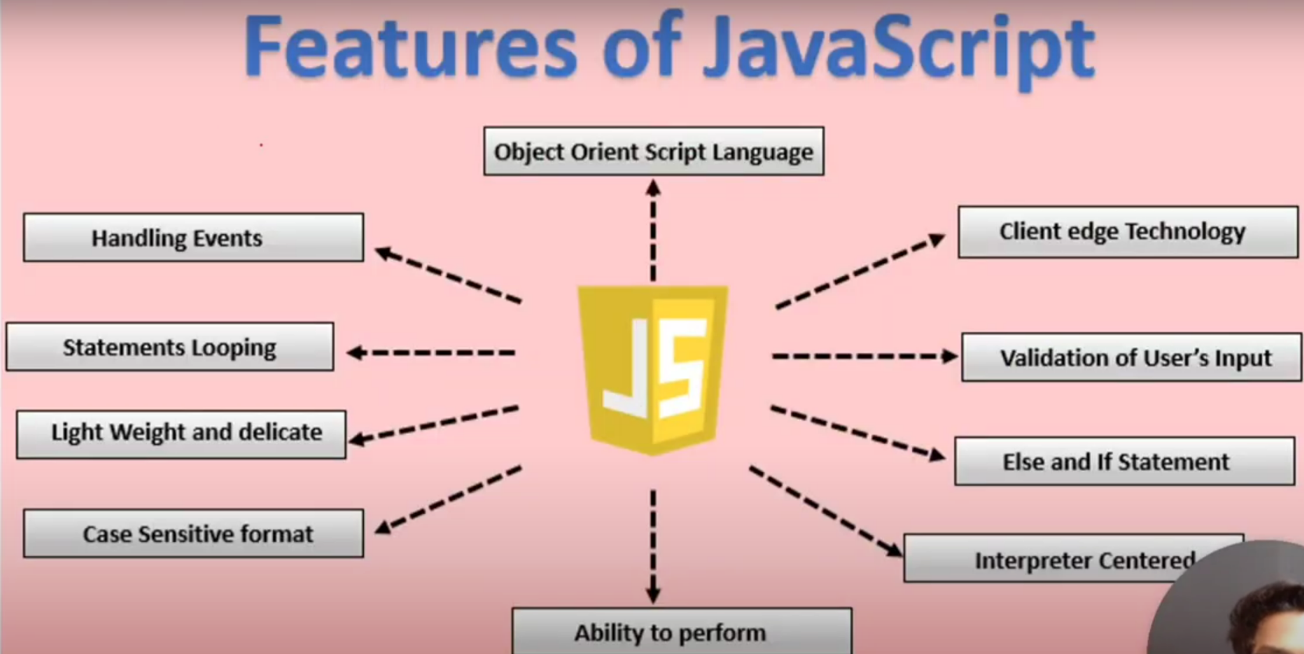 Features of JavaScript
Object Orient Script Language
Handling Events
Client edge Technology
Statements Looping
Validation of User's Input
Light Weight and delicate
Else and If Statement
Case Sensitive format
Interpreter Centered
Ability to perform
JS